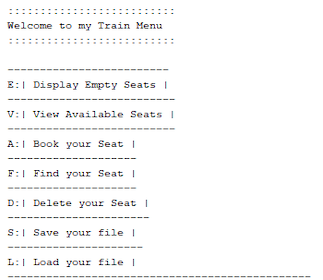 ::::::::::::::::::::::::::
Welcome to my Train Menu
::::::::::::::::::::::::::
-------------------------
E:| Display Empty Seats |
--------------------------
V:| View Available Seats |
--------------------------
A:| Book your Seat |
--------------------
F:| Find your Seat |
--------------------
D:| Delete your Seat |
----------------------
S:| Save your file |
---------------------
L:| Load your file |
-----------------------------------------------